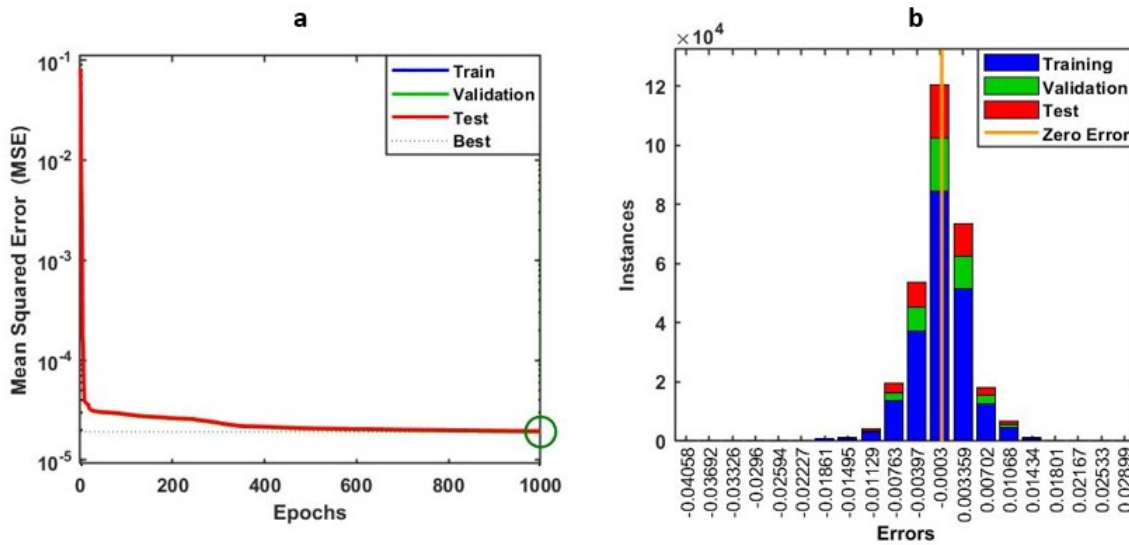 a
Mean Squared Error (MSE)
10-1
10-2
10-3
10-4
10-5
Train
Validation
Test
Best
0
200
400
600
800
1000
Epochs
b
×104
Instances
12
10
8
6
4
2
0
Training
Validation
Test
Zero Error
-0.04058
-0.03692
-0.03326
-0.0296
-0.02594
-0.02227
-0.01861
-0.01495
-0.01129
-0.00763
-0.00397
-0.0003
0.003359
0.00702
0.01068
0.01434
0.01801
0.02167
0.02533
0.02899
Errors